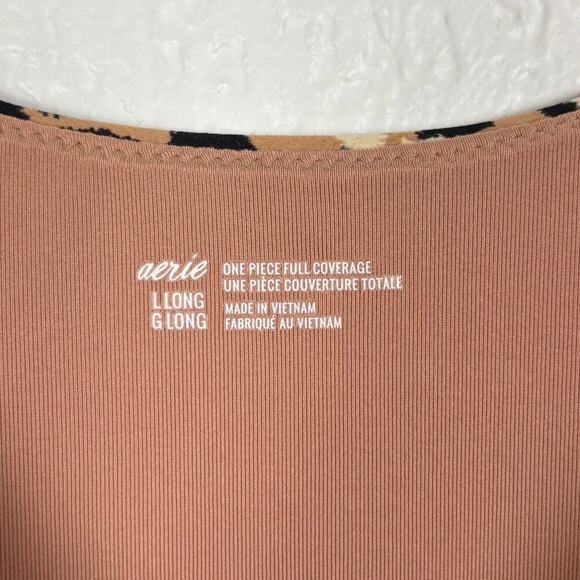 aerie
ONE PIECE FULL COVERAGE
UNE PIÈCE COUVERTURE TOTALE
L LONG
G LONG
MADE IN VIETNAM
FABRIQUÉ AU VIETNAM